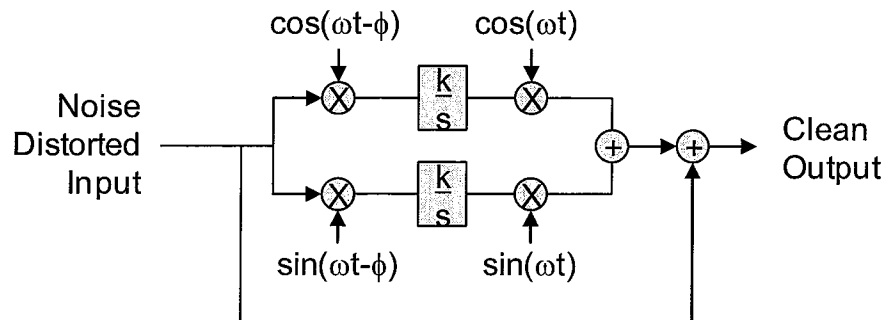 cos(ωt-ϕ)
cos(ωt)
Noise
Distorted
Input
X
k
s
X
+
+
Clean
Output
X
k
s
X
sin(ωt-ϕ)
sin(ωt)